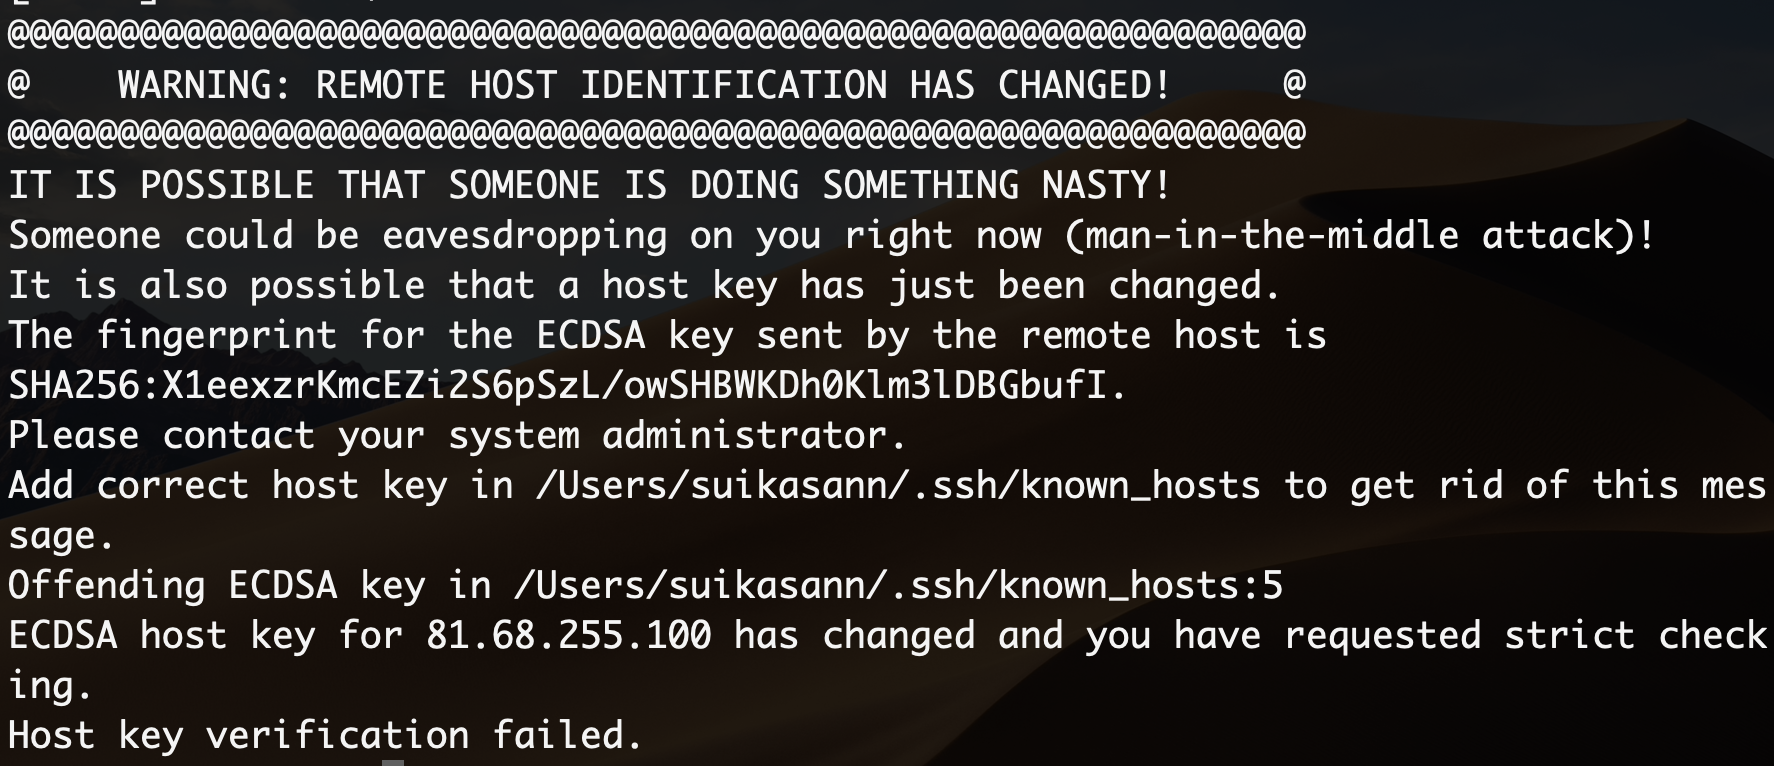 @@@@@@@@@@@@@@@@@@@@@@@@@@@@@@@@@@@@@@@@@@@@@@@@@@@@@@@@@@@
@    WARNING: REMOTE HOST IDENTIFICATION HAS CHANGED!     @
@@@@@@@@@@@@@@@@@@@@@@@@@@@@@@@@@@@@@@@@@@@@@@@@@@@@@@@@@@@
IT IS POSSIBLE THAT SOMEONE IS DOING SOMETHING NASTY!
Someone could be eavesdropping on you right now (man-in-the-middle attack)!
It is also possible that a host key has just been changed.
The fingerprint for the ECDSA key sent by the remote host is
SHA256:X1eexzrKmcEZi2S6pSzL/owSHBWKDh0Klm3lDBGbufI.
Please contact your system administrator.
Add correct host key in /Users/suikasann/.ssh/known_hosts to get rid of this mes
sage.
Offending ECDSA key in /Users/suikasann/.ssh/known_hosts:5
ECDSA host key for 81.68.255.100 has changed and you have requested strict check
ing.
Host key verification failed.